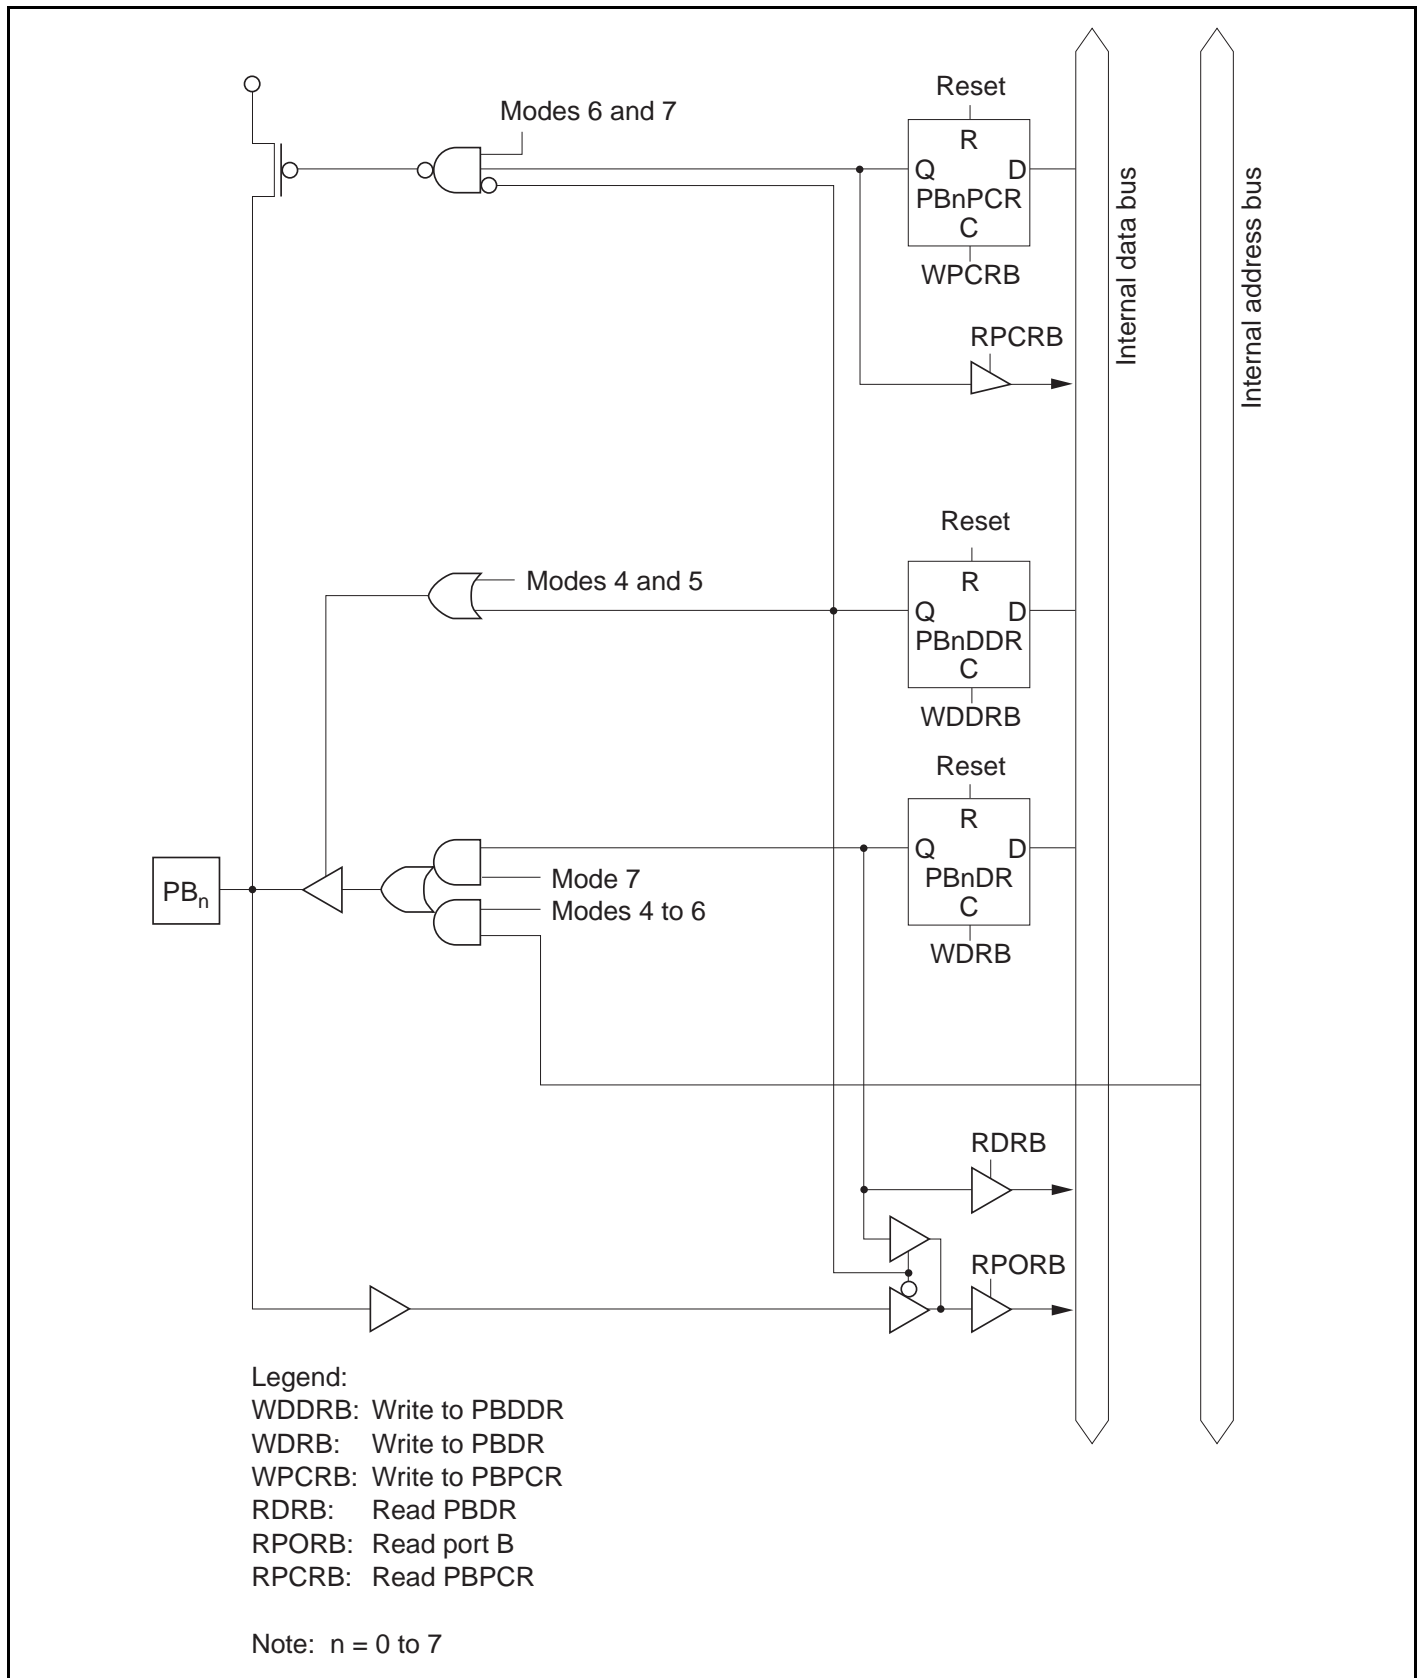 Reset
Modes 6 and 7
R
Q D
PBnPCR
C
WPCRB
Internal data bus
Internal address bus
RPCRB
Reset
Modes 4 and 5
R
Q D
PBnDDR
C
WDDRB
Reset
R
Q D
PBnDR
C
WDRB
Mode 7
PBn
Modes 4 to 6
RDRB
RPORB
Legend:
WDDRB: Write to PBDDR
WDRB: Write to PBDR
WPCRB: Write to PBPCR
RDRB: Read PBDR
RPORB: Read port B
RPCRB: Read PBPCR
Note: n = 0 to 7